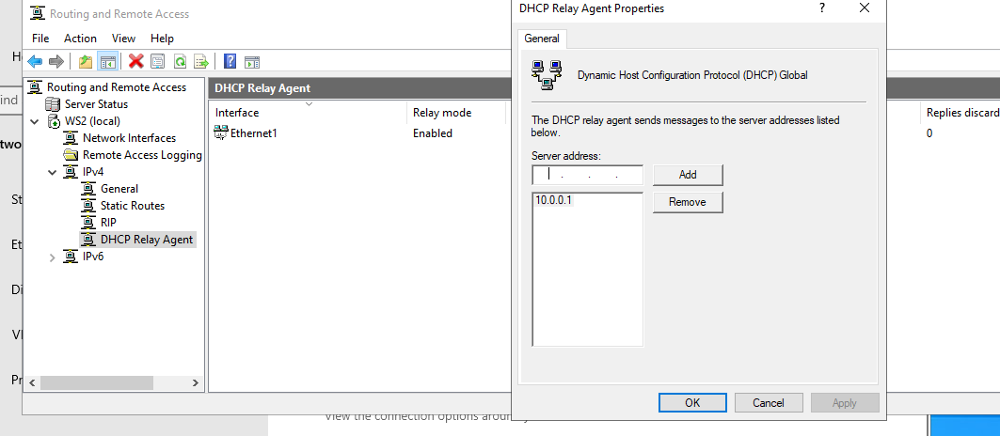 Routing and Remote Access
File Action View Help
Routing and Remote Access
Server Status
WS2 (local)
Network Interfaces
Remote Access Logging
IPv4
General
Static Routes
RIP
DHCP Relay Agent
IPv6
DHCP Relay Agent
Interface Relay mode Replies discard
Ethernet1 Enabled 0
DHCP Relay Agent Properties
General
Dynamic Host Configuration Protocol (DHCP) Global
The DHCP relay agent sends messages to the server addresses listed
below.
Server address:
. . .
Add
10.0.0.1
Remove
OK Cancel Apply
View the connection options